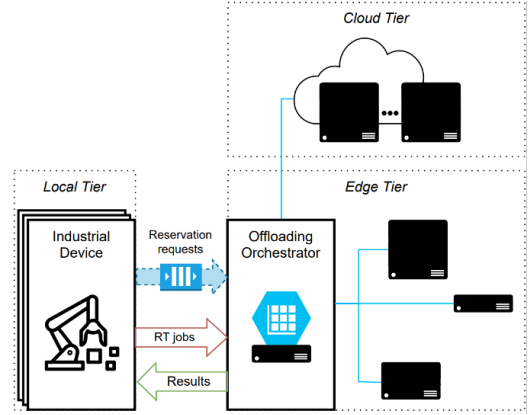 Cloud Tier
Local Tier
Edge Tier
Industrial
Device
Reservation
requests
Offloading
Orchestrator
RT jobs
Results